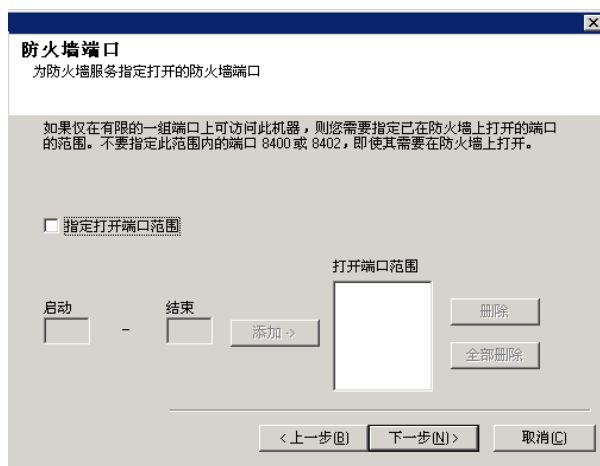 防火墙端口
为防火墙服务指定打开的防火墙端口
如果仅在有限的一组端口上可访问此机器，则您需要指定已在防火墙上打开的端口
的范围。不要指定此范围内的端口 8400 或 8402，即使其需要在防火墙上打开。
指定打开端口范围
打开端口范围
启动
结束
-
添加->
删除
全部删除
<上一步(B)
下一步(N)>
取消(C)